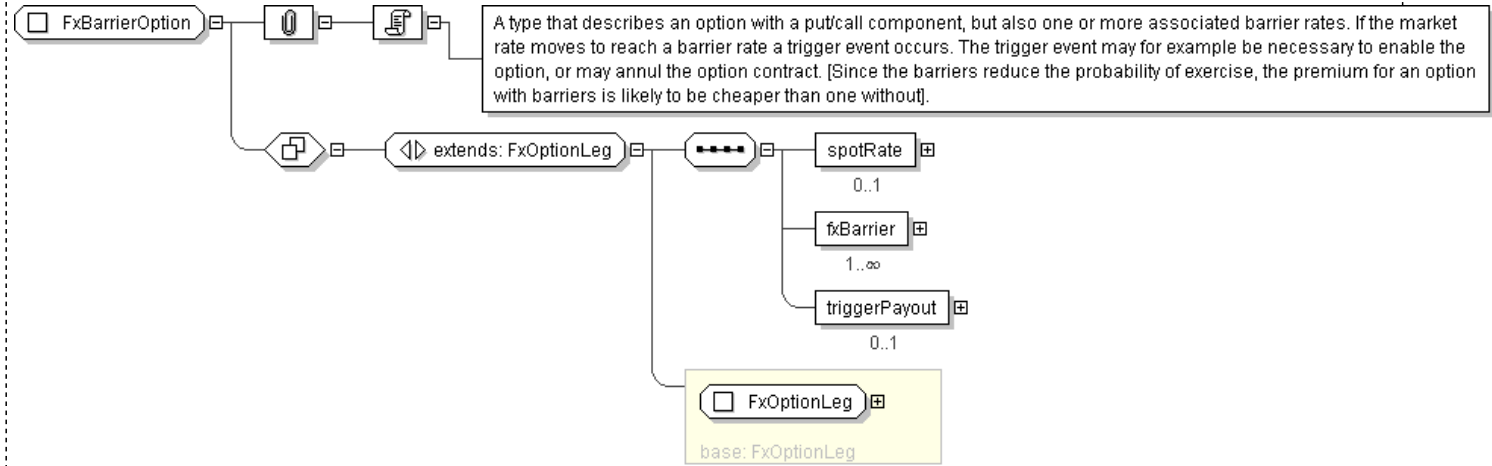 FxBarrierOption
A type that describes an option with a put/call component, but also one or more associated barrier rates. If the market
rate moves to reach a barrier rate a trigger event occurs. The trigger event may for example be necessary to enable the
option, or may annul the option contract. [Since the barriers reduce the probability of exercise, the premium for an option
with barriers is likely to be cheaper than one without].
extends: FxOptionLeg
spotRate
0..1
fxBarrier
1..∞
triggerPayout
0..1
FxOptionLeg
base: FxOptionLeg